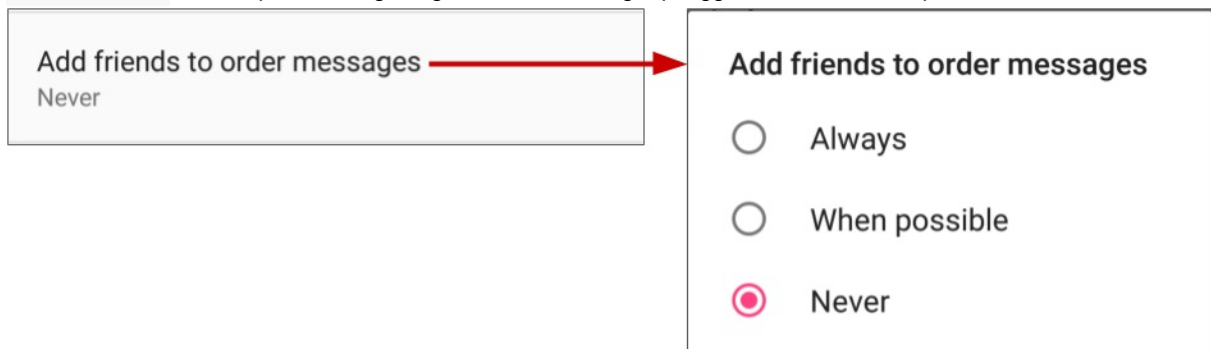 Add friends to order messages
Never
Add friends to order messages
Always
When possible
Never